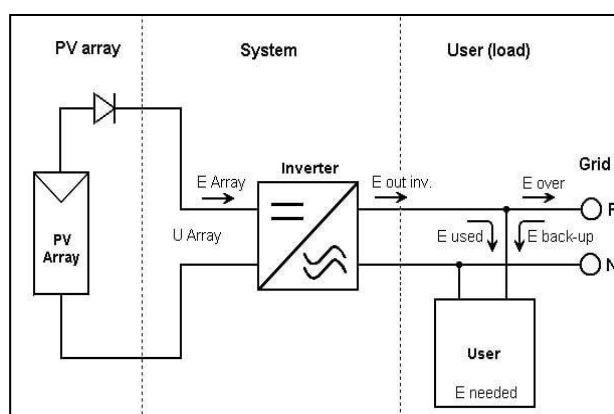 PV array
System
User (load)
Inverter
E Array
E out inv.
E over
Grid
PV
Array
U Array
E used
E back-up
N
User
E needed